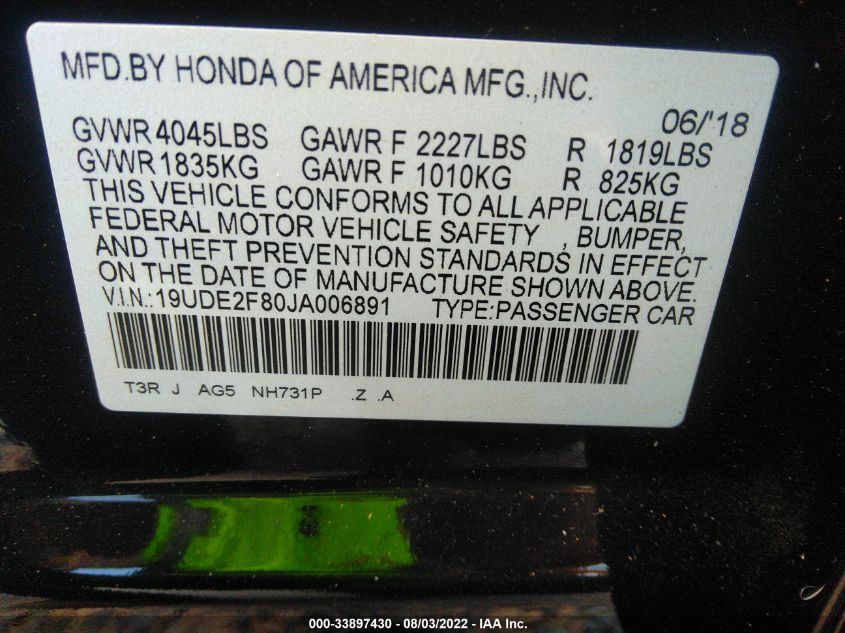 MFD.BY HONDA OF AMERICA MFG.,INC.
06/'18
GVWR 4045LBS GAWR F 2227LBS R 1819LBS
GVWR 1835KG GAWR F 1010KG R 825KG
THIS VEHICLE CONFORMS TO ALL APPLICABLE
FEDERAL MOTOR VEHICLE SAFETY , BUMPER,
AND THEFT PREVENTION STANDARDS IN EFFECT
ON THE DATE OF MANUFACTURE SHOWN ABOVE.
V.I.N.:19UDE2F80JA006891 TYPE:PASSENGER CAR
T3R J AG5 NH731P .Z .A
000-33897430 - 08/03/2022 - IAA Inc.